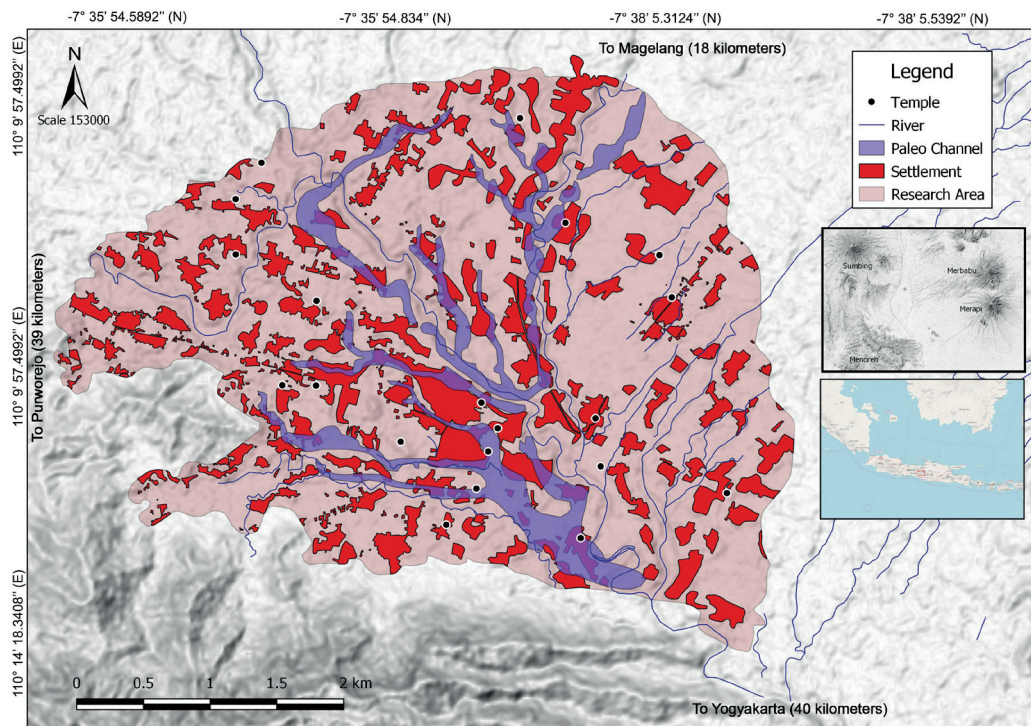 -7° 35' 54.5892" (N)
-7° 35' 54.834" (N)
-7° 38' 5.3124" (N)
-7° 38' 5.5392" (N)
110° 9' 57.4992" (E)
110° 9' 57.4992" (E)
110° 14' 18.3408" (E)
N
Scale 153000
To Magelang (18 kilometers)
To Purworejo (39 kilometers)
Legend
Temple
River
Paleo Channel
Settlement
Research Area
Sumbing
Merbabu
Merapi
Menoreh
0 0.5 1 1.5 2 km
To Yogyakarta (40 kilometers)